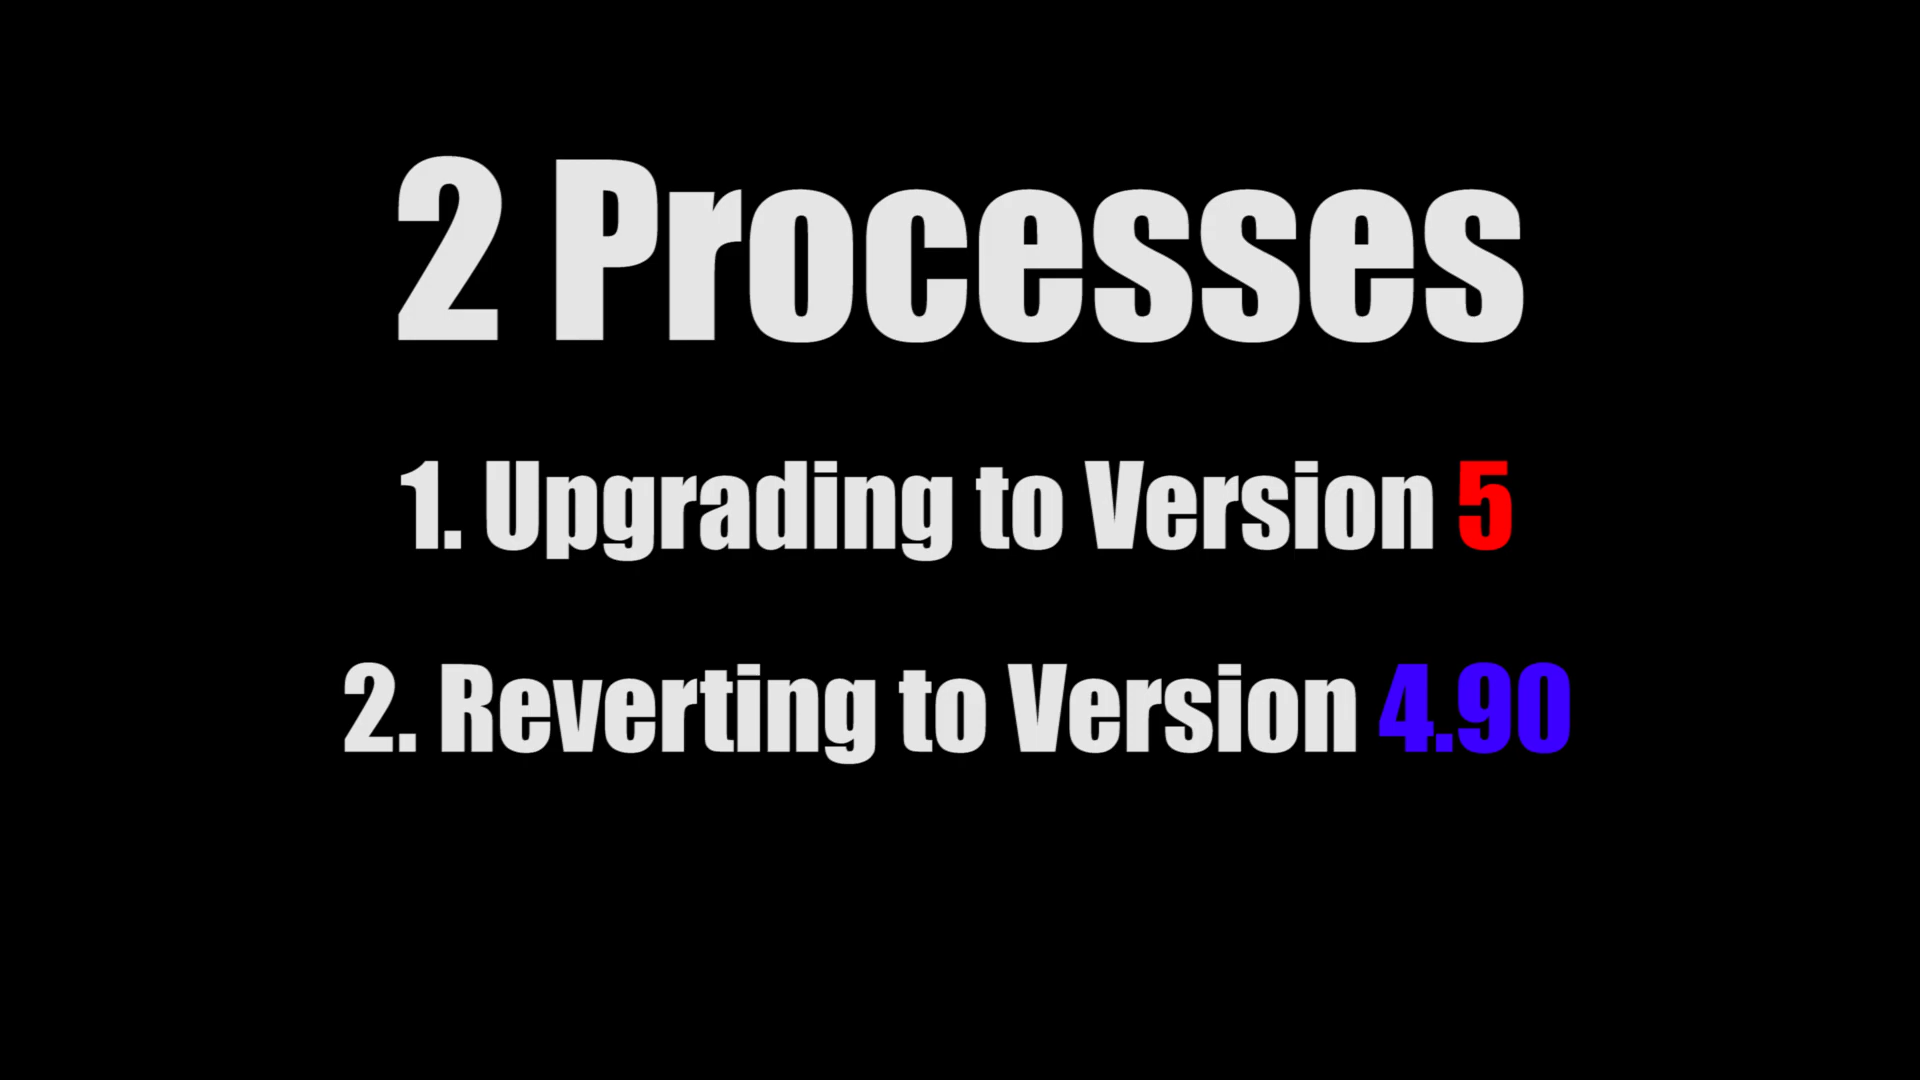 2 Processes
1. Upgrading to Version 5
2. Reverting to Version 4.90